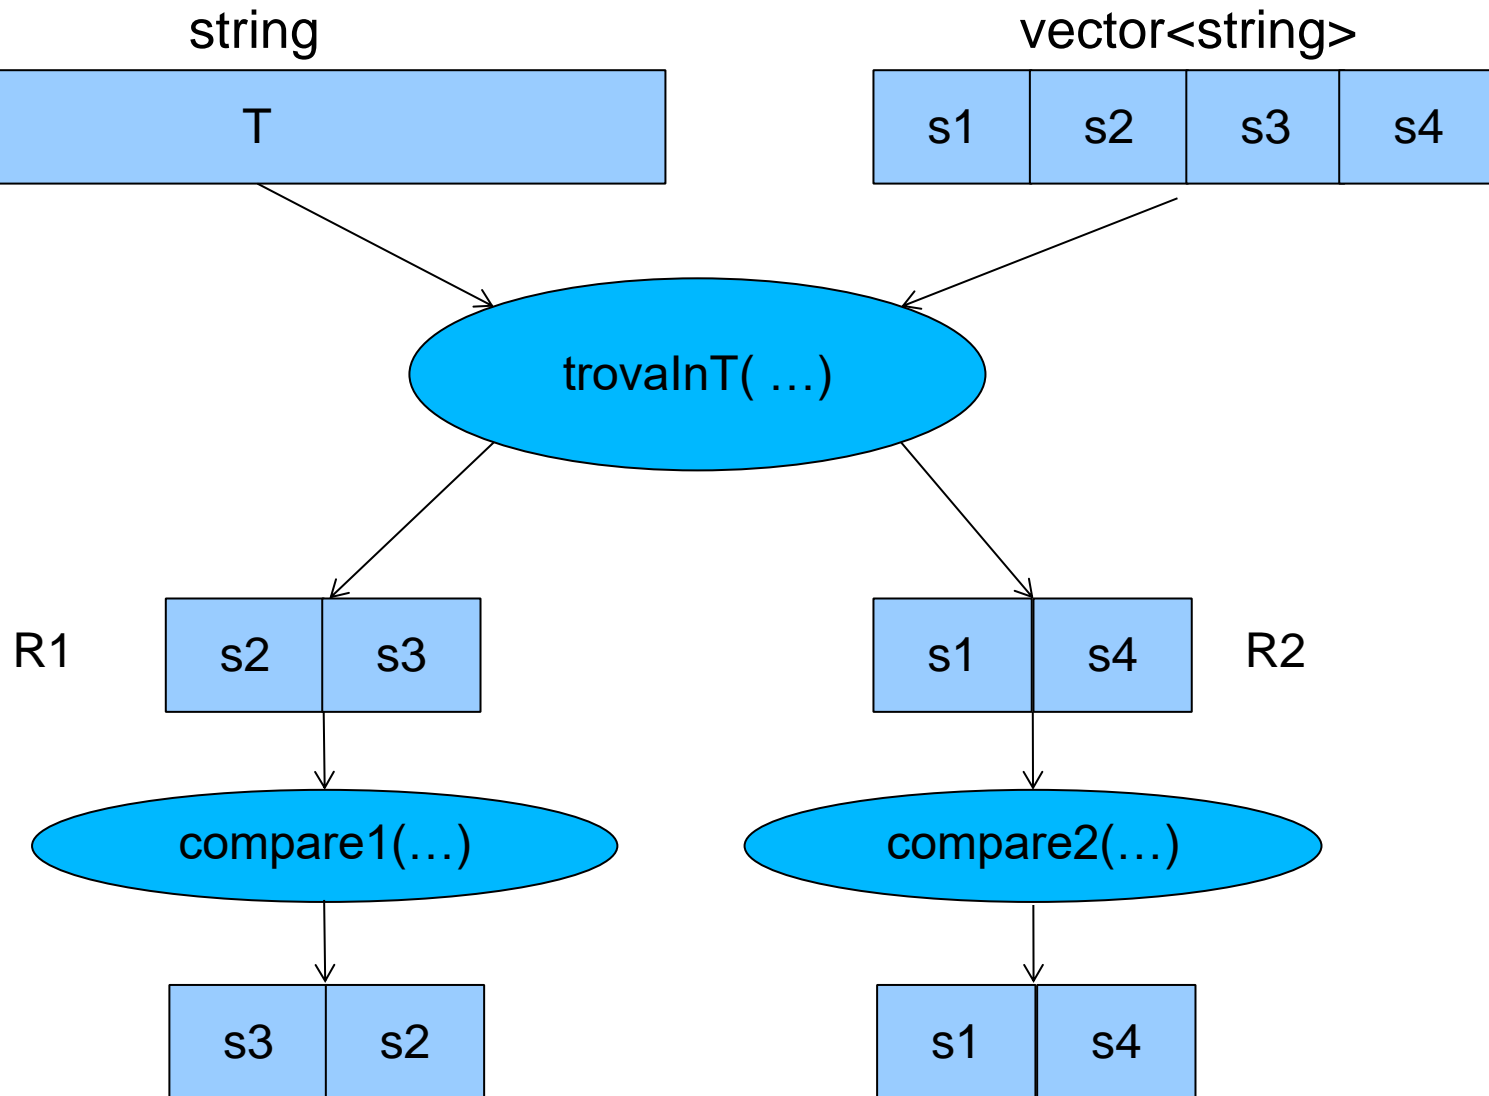 string
vector<string>
T
s1 s2 s3 s4
trovaInT( …)
R1 s2 s3
s1 s4 R2
compare1(…)
compare2(…)
s3 s2
s1 s4